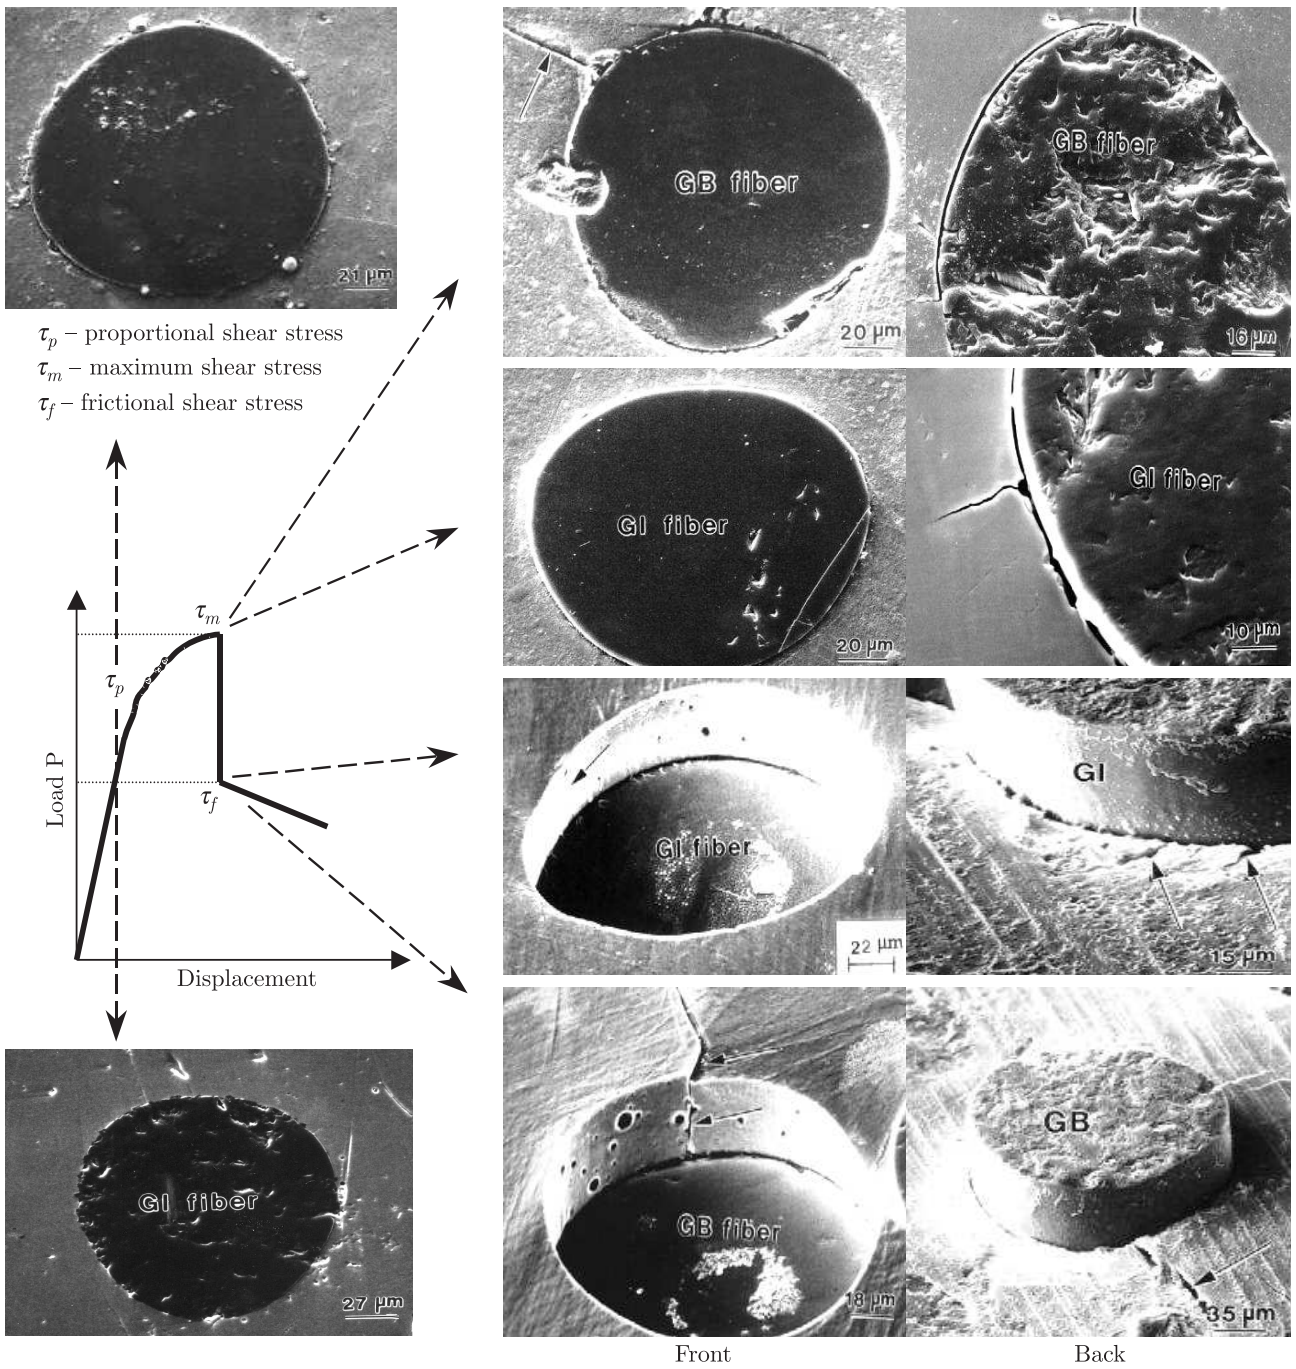 21 µm
τp – proportional shear stress
τm – maximum shear stress
τf – frictional shear stress
τm
τp
τf
Load P
Displacement
GI fiber
27 µm
GB fiber
20 µm
GB fiber
16 µm
GI fiber
20 µm
GI fiber
10 µm
GI fiber
22 µm
GI
15 µm
GB fiber
18 µm
GB
35 µm
Front
Back